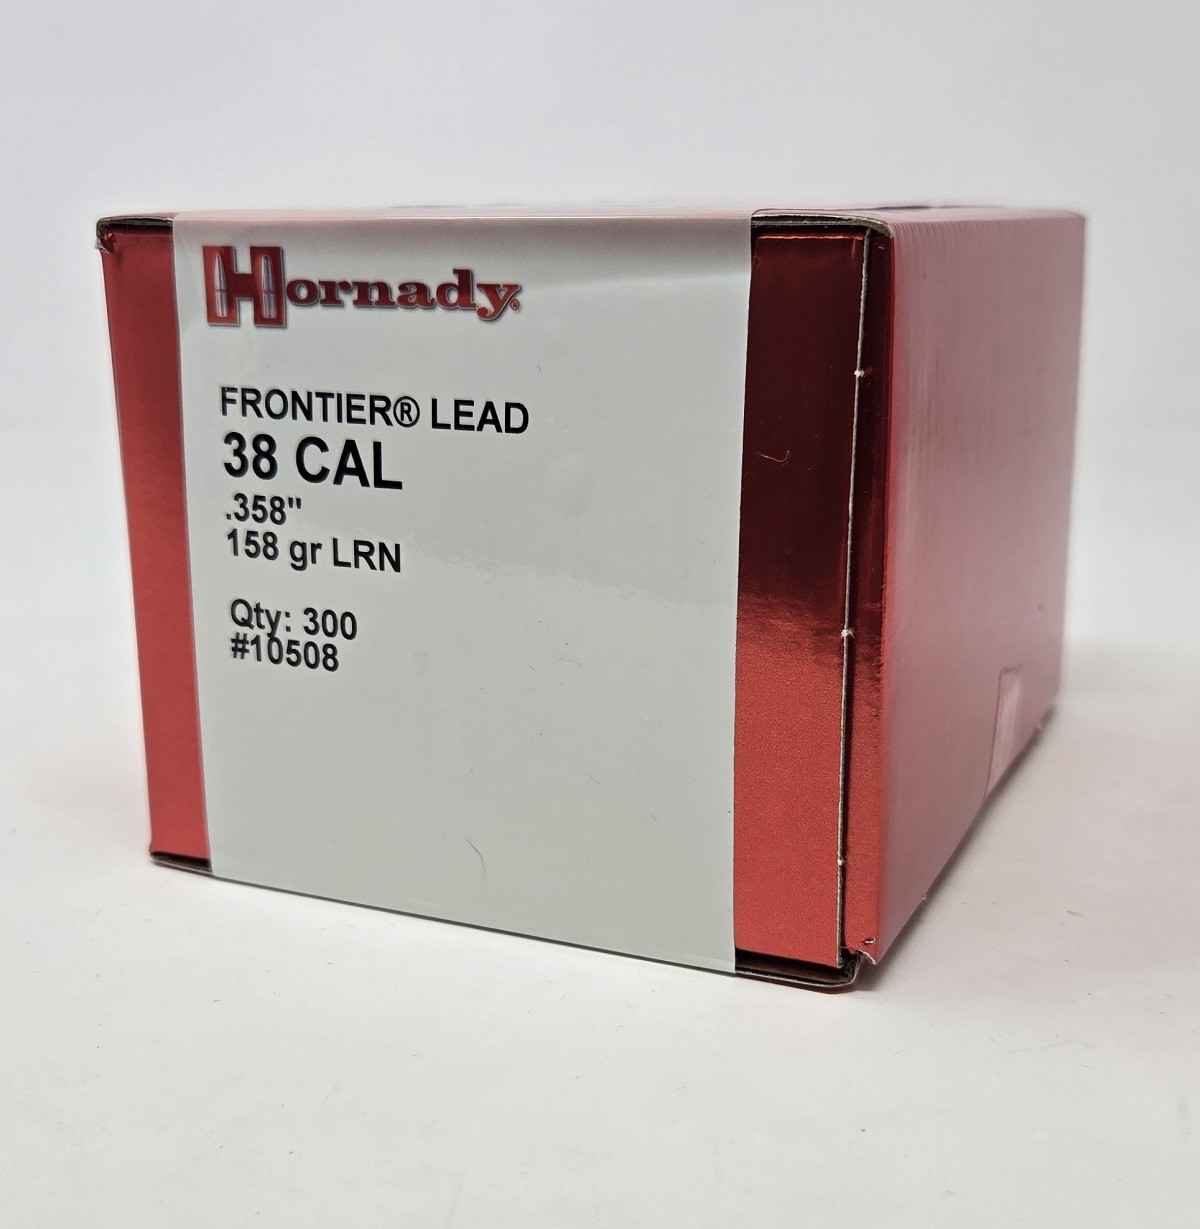 Hornady®
FRONTIER® LEAD
38 CAL
.358"
158 gr LRN
Qty: 300
#10508